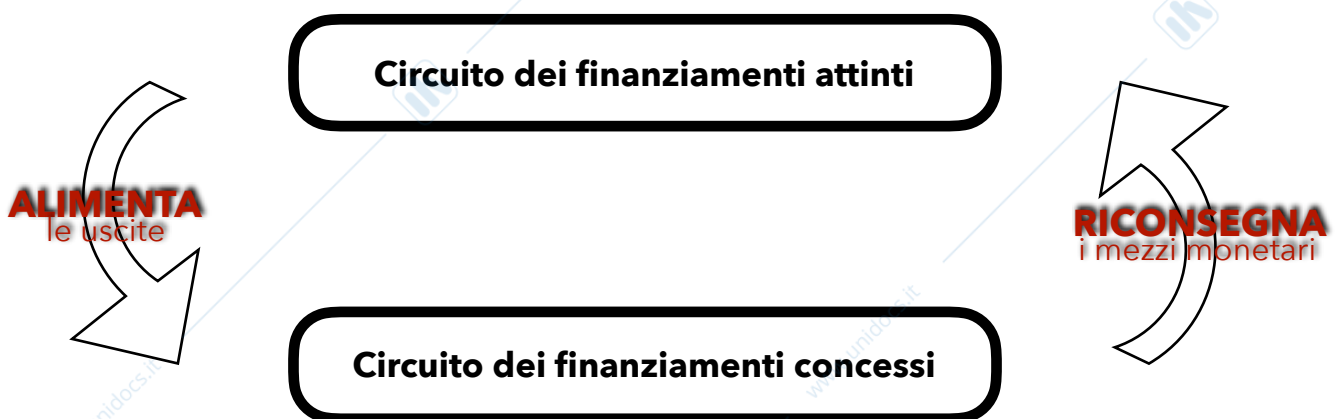 Circuito dei finanziamenti attinti
ALIMENTA
le uscite
RICONSEGNA
i mezzi monetari
Circuito dei finanziamenti concessi